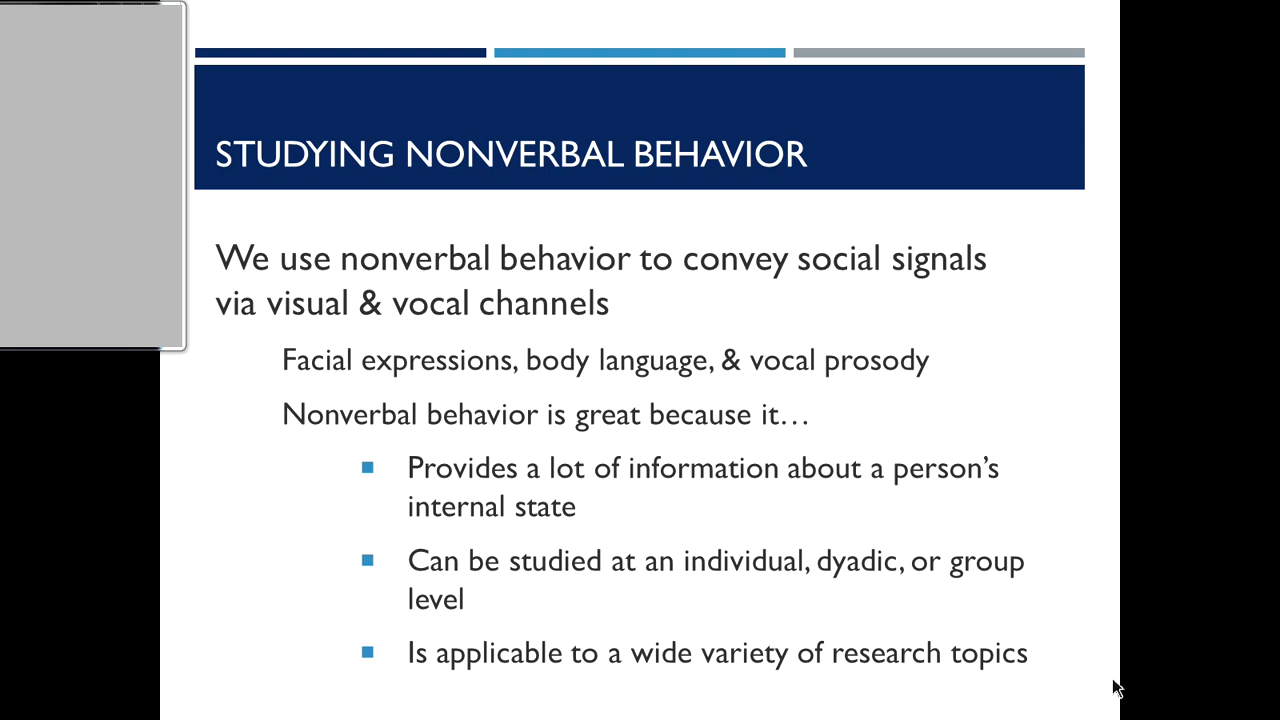 STUDYING NONVERBAL BEHAVIOR
We use nonverbal behavior to convey social signals
via visual & vocal channels
Facial expressions, body language, & vocal prosody
Nonverbal behavior is great because it…
Provides a lot of information about a person’s
internal state
Can be studied at an individual, dyadic, or group
level
Is applicable to a wide variety of research topics